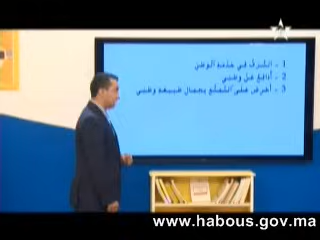 1 - أتشرف في خدمة الوطن
2 - أدافع عن وطني
3 - أحرص على التمتع بجمال طبيعة وطني
www.habous.gov.ma